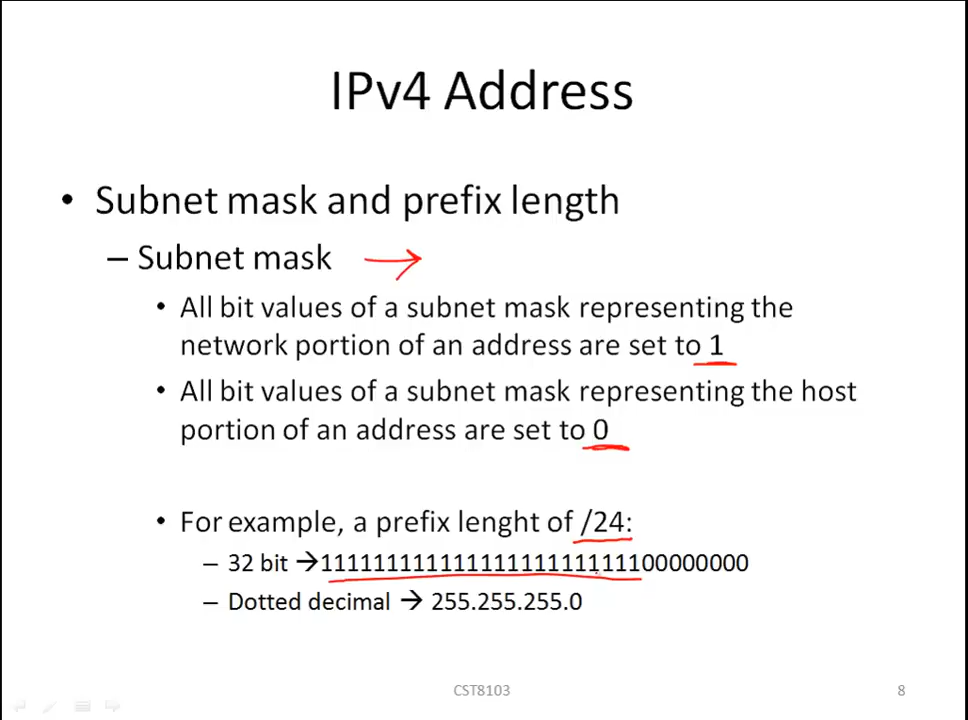 IPv4 Address
• Subnet mask and prefix length
– Subnet mask
• All bit values of a subnet mask representing the
network portion of an address are set to 1
• All bit values of a subnet mask representing the host
portion of an address are set to 0
• For example, a prefix lenght of /24:
– 32 bit → 11111111111111111111111100000000
– Dotted decimal → 255.255.255.0
CST8103
8